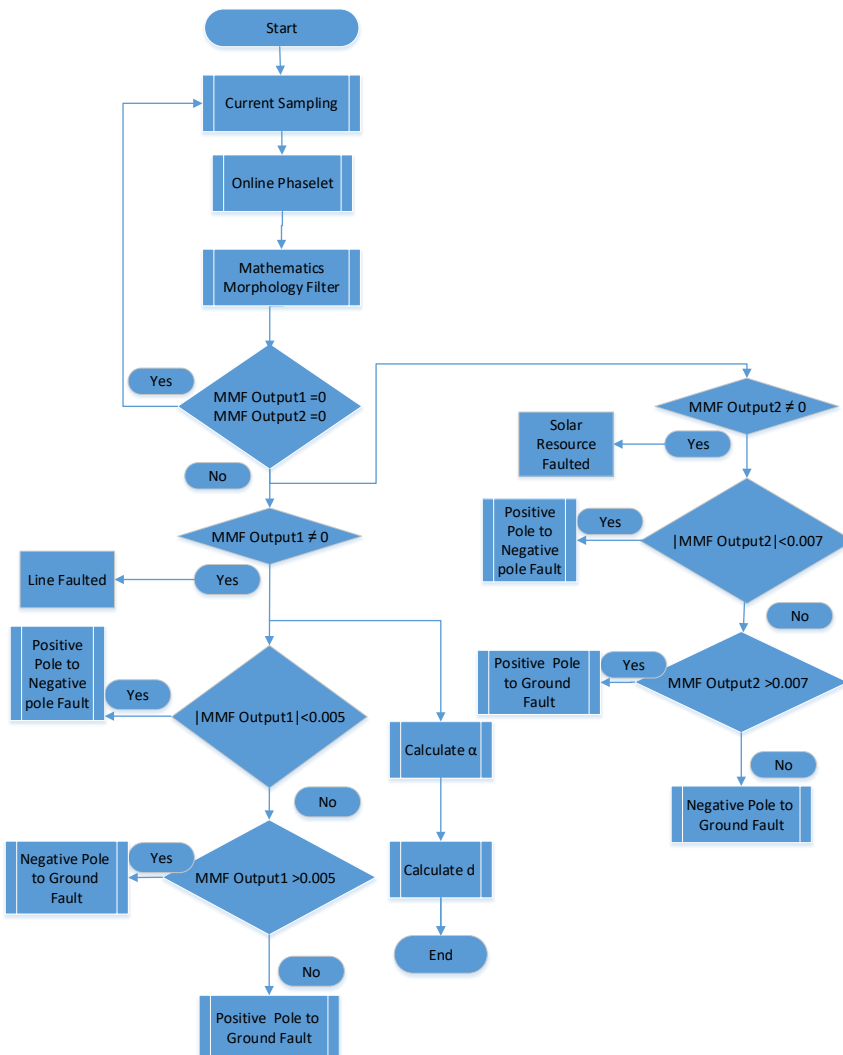 Start
Current Sampling
Online Phaselet
Mathematics
Morphology Filter
Yes
MMF Output1 =0
MMF Output2 =0
No
MMF Output1 ≠ 0
Line Faulted
Yes
Positive
Pole to
Negative
pole Fault
Yes
|MMF Output1|<0.005
No
Negative Pole
to Ground
Fault
Yes
MMF Output1 >0.005
No
Positive  Pole to
Ground Fault
Calculate α
Calculate d
End
MMF Output2 ≠ 0
Solar
Resource
Faulted
Yes
Positive
Pole to
Negative
pole Fault
Yes
|MMF Output2|<0.007
No
Positive  Pole
to Ground
Fault
Yes
MMF Output2 >0.007
No
Negative Pole to
Ground Fault